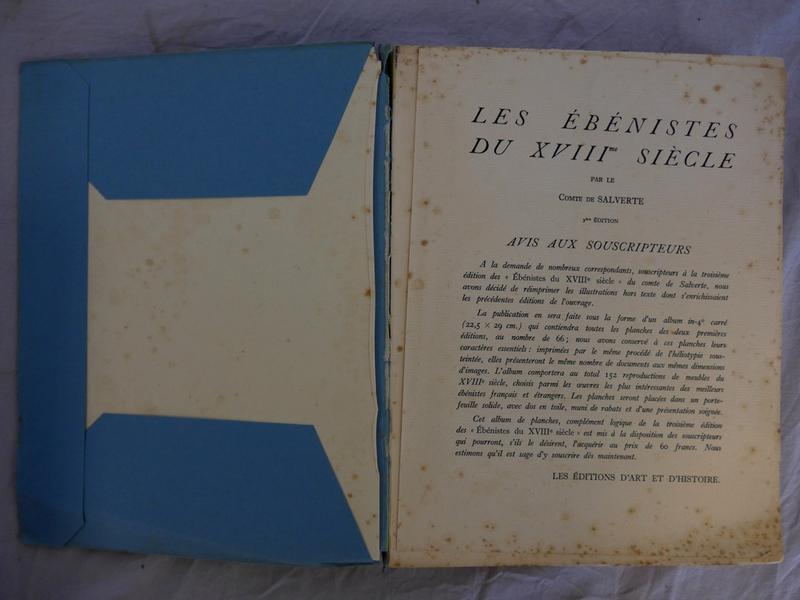 LES ÉBÉNISTES
DU XVIIIme SIÈCLE
PAR LE
COMTE DE SALVERTE
3me ÉDITION
AVIS AUX SOUSCRIPTEURS
A la demande de nombreux correspondants, souscripteurs à la troisième
édition des « Ébénistes du XVIIIe siècle » du comte de Salverte, nous
avons décidé de réimprimer les illustrations hors texte dont s'enrichissaient
les précédentes éditions de l'ouvrage.
La publication en sera faite sous la forme d'un album in-4º carré
(22,5 × 29 cm.) qui contiendra toutes les planches des deux premières
éditions, au nombre de 66; nous avons conservé à ces planches leurs
caractères essentiels : imprimées par le même procédé de l'héliotypie sous-
teintée, elles présenteront le même nombre de documents aux mêmes dimensions
d'images. L'album comportera au total 152 reproductions de meubles du
XVIIIe siècle, choisis parmi les œuvres les plus intéressantes des meilleurs
ébénistes français et étrangers. Les planches seront placées dans un porte-
feuille solide, avec dos en toile, muni de rabats et d'une présentation soignée.
Cet album de planches, complément logique de la troisième édition
des « Ébénistes du XVIIIe siècle » est mis à la disposition des souscripteurs
qui pourront, s'ils le désirent, l'acquérir au prix de 60 francs. Nous
estimons qu'il est sage d'y souscrire dès maintenant.
LES ÉDITIONS D'ART ET D'HISTOIRE.